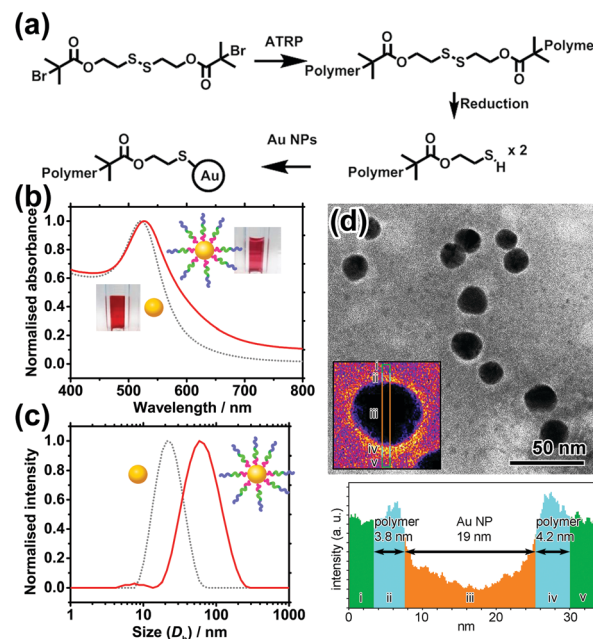 (a)
Br
O
O
S
S
O
O
Br
ATRP
Polymer
O
O
S
S
O
O
Polymer
Reduction
Polymer
O
O
S
Au
Au NPs
Polymer
O
O
S
H
x 2
(b)
Normalised absorbance
1.0
0.8
0.6
0.4
0.2
0.0
400 500 600 700 800
Wavelength / nm
(c)
Normalised intensity
1.0
0.8
0.6
0.4
0.2
0.0
1 10 100 1000
Size (Dh) / nm
(d)
i
ii
iii
iv
v
50 nm
intensity (a. u.)
polymer
3.8 nm
Au NP
19 nm
polymer
4.2 nm
i ii iii iv v
0 10 20 30
nm